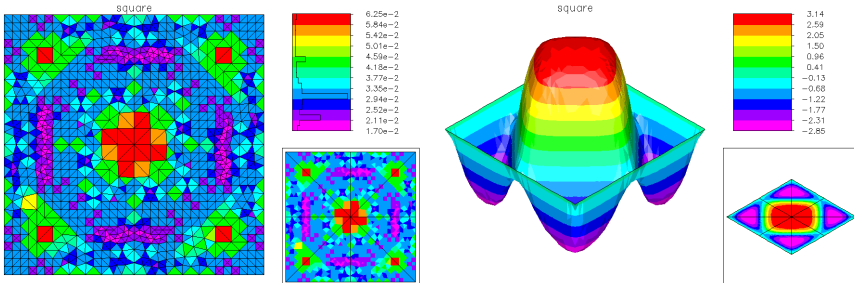 square
6.25e-2
5.84e-2
5.42e-2
5.01e-2
4.59e-2
4.18e-2
3.77e-2
3.35e-2
2.94e-2
2.52e-2
2.11e-2
1.70e-2
square
3.14
2.59
2.05
1.50
0.96
0.41
-0.13
-0.68
-1.22
-1.77
-2.31
-2.85